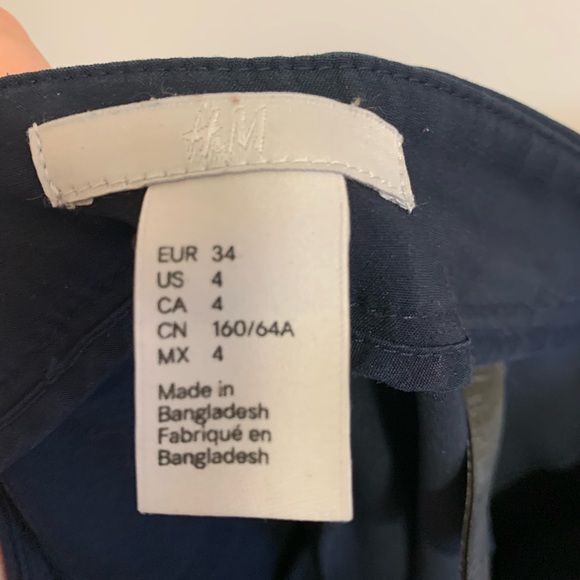 H&M
EUR 34
US 4
CA 4
CN 160/64A
MX 4
Made in
Bangladesh
Fabriqué en
Bangladesh